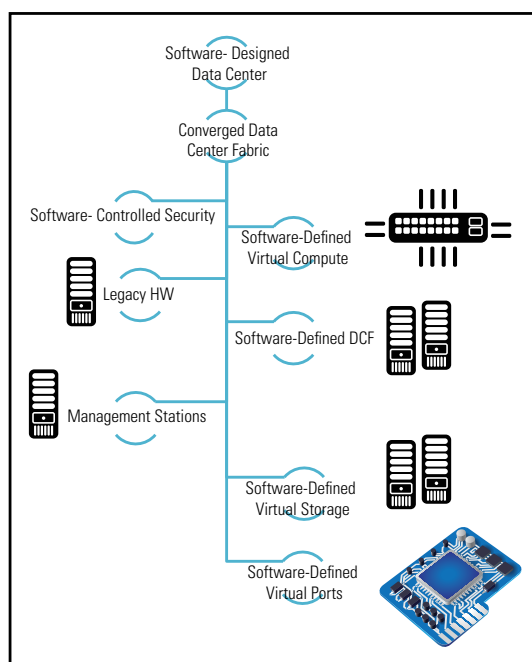 Software- Designed
Data Center
Converged Data
Center Fabric
Software- Controlled Security
Software-Defined
Virtual Compute
Legacy HW
Software-Defined DCF
Management Stations
Software-Defined
Virtual Storage
Software-Defined
Virtual Ports